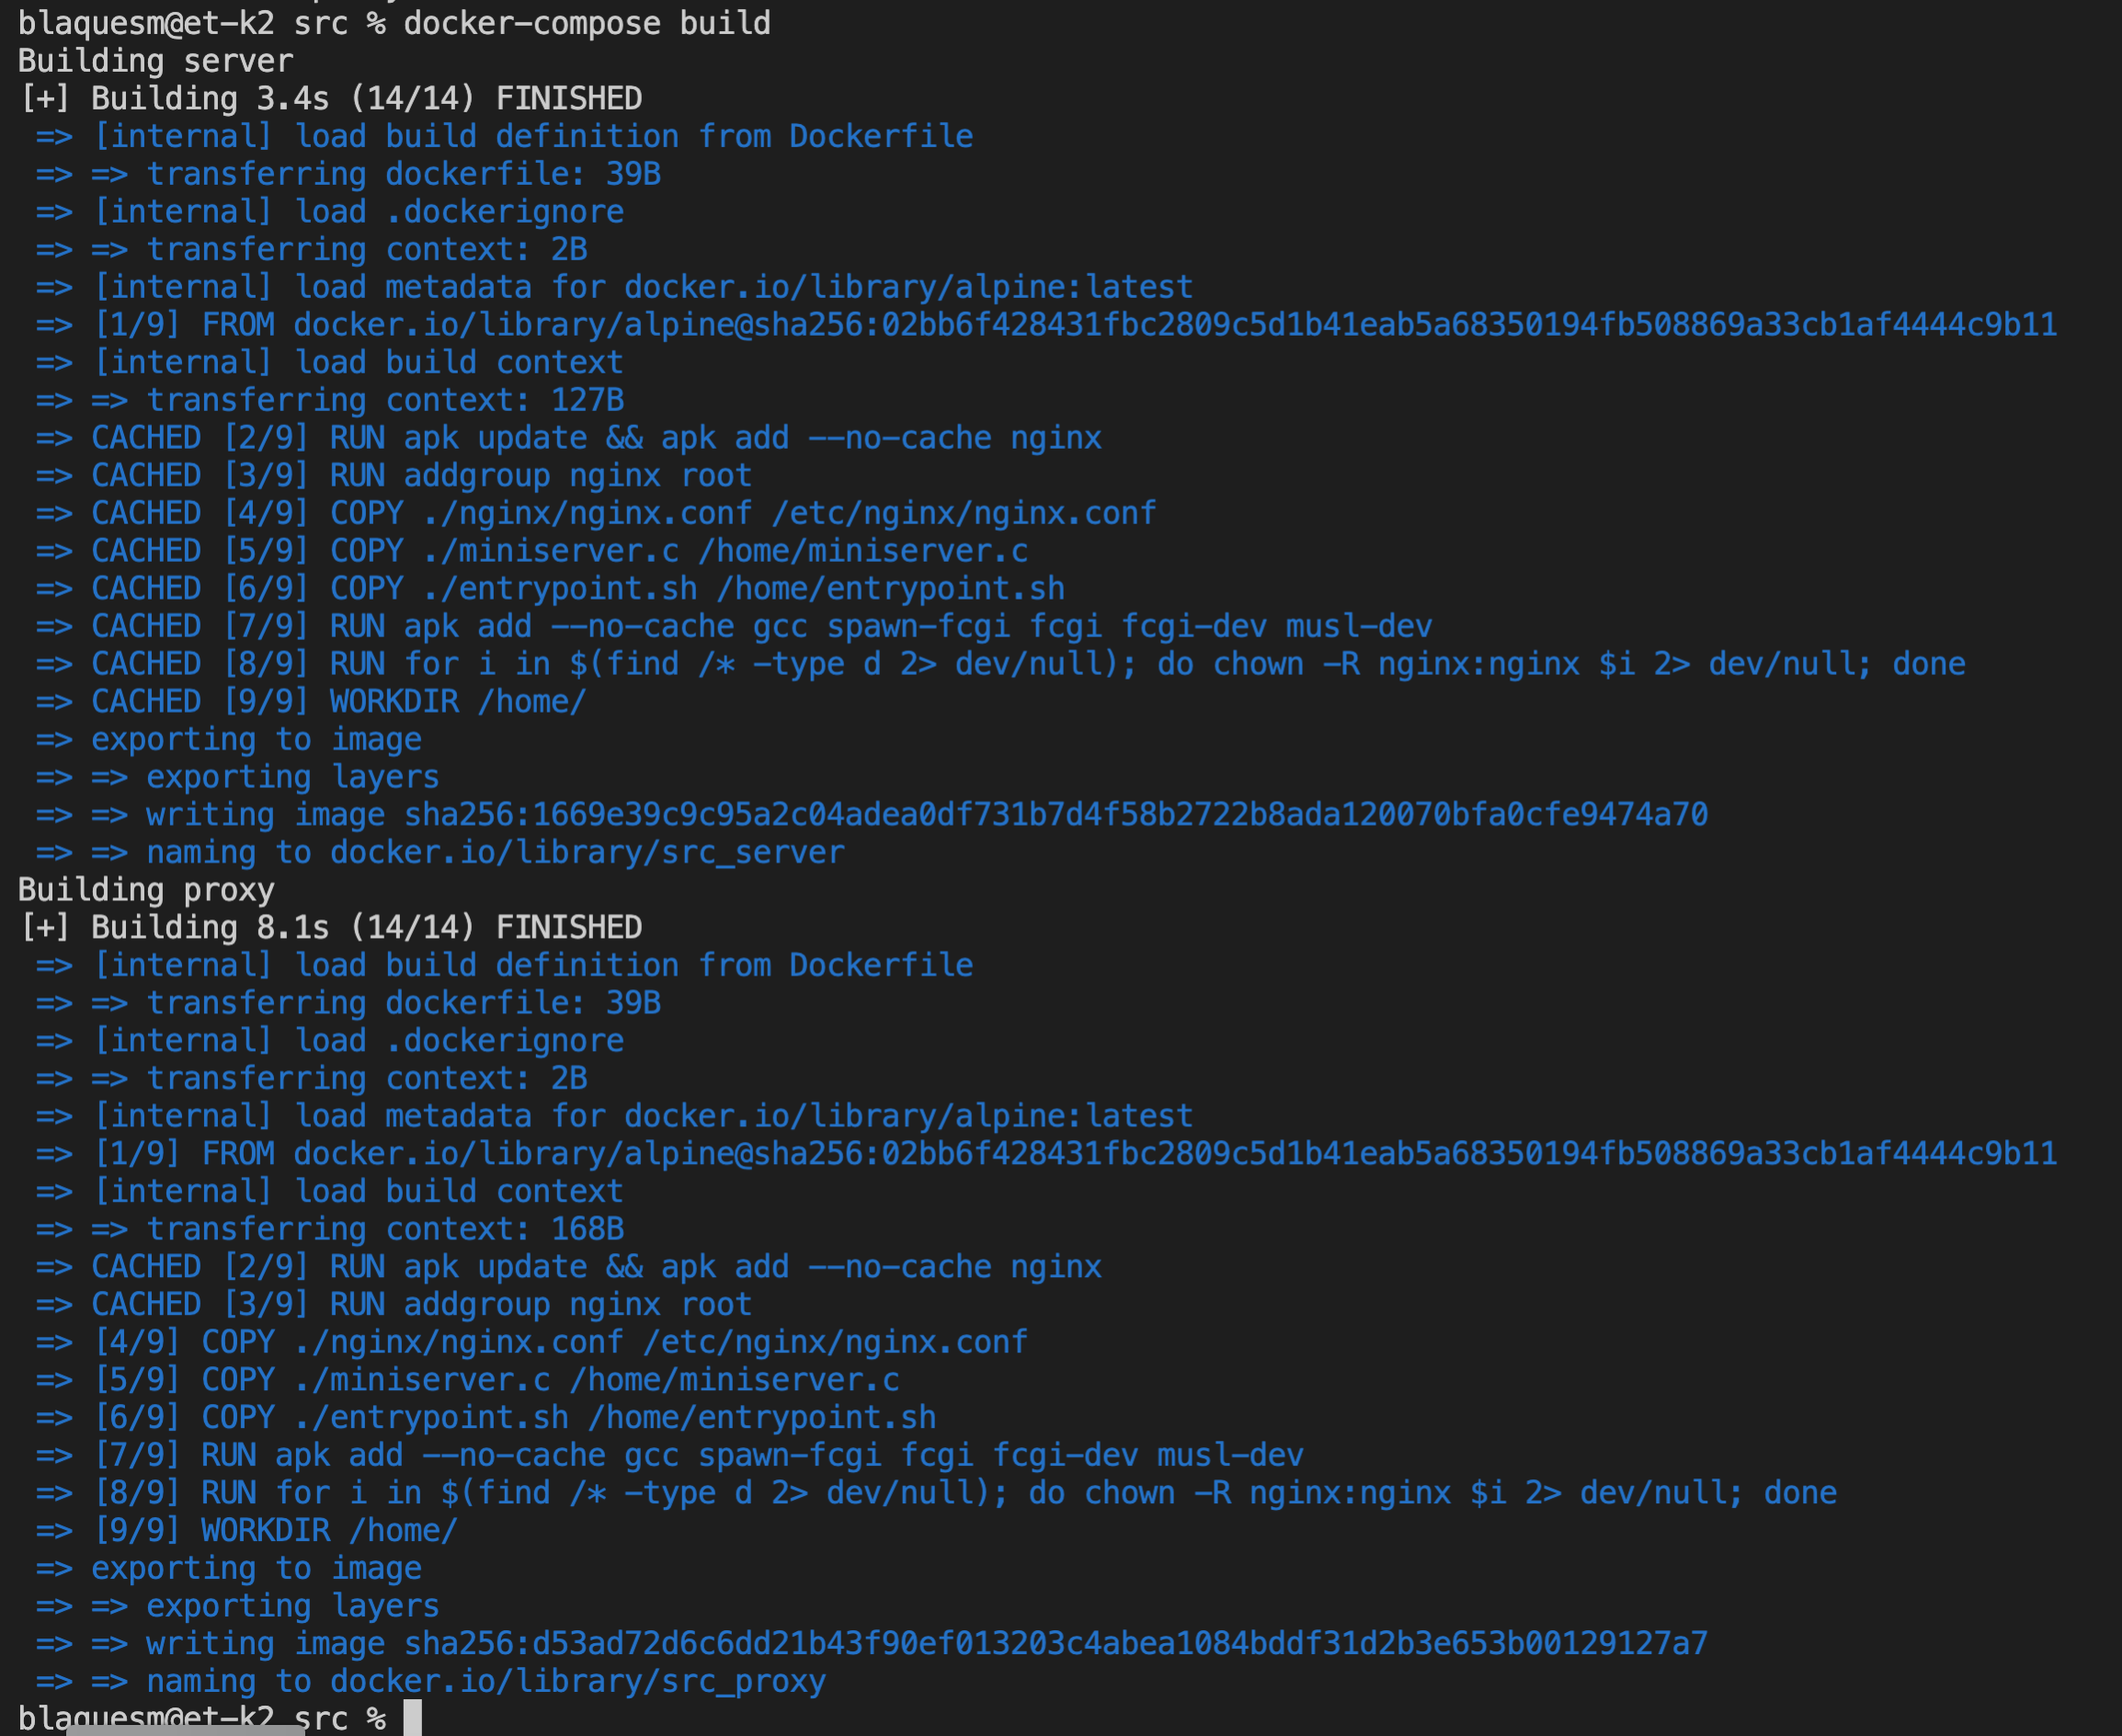 blaquesm@et-k2 src % docker-compose build
Building server
[+] Building 3.4s (14/14) FINISHED
=> [internal] load build definition from Dockerfile
=> => transferring dockerfile: 39B
=> [internal] load .dockerignore
=> => transferring context: 2B
=> [internal] load metadata for docker.io/library/alpine:latest
=> [1/9] FROM docker.io/library/alpine@sha256:02bb6f428431fbc2809c5d1b41eab5a68350194fb508869a33cb1af4444c9b11
=> [internal] load build context
=> => transferring context: 127B
=> CACHED [2/9] RUN apk update && apk add --no-cache nginx
=> CACHED [3/9] RUN addgroup nginx root
=> CACHED [4/9] COPY ./nginx/nginx.conf /etc/nginx/nginx.conf
=> CACHED [5/9] COPY ./miniserver.c /home/miniserver.c
=> CACHED [6/9] COPY ./entrypoint.sh /home/entrypoint.sh
=> CACHED [7/9] RUN apk add --no-cache gcc spawn-fcgi fcgi fcgi-dev musl-dev
=> CACHED [8/9] RUN for i in $(find /* -type d 2> dev/null); do chown -R nginx:nginx $i 2> dev/null; done
=> CACHED [9/9] WORKDIR /home/
=> exporting to image
=> => exporting layers
=> => writing image sha256:1669e39c9c95a2c04adea0df731b7d4f58b2722b8ada120070bfa0cfe9474a70
=> => naming to docker.io/library/src_server
Building proxy
[+] Building 8.1s (14/14) FINISHED
=> [internal] load build definition from Dockerfile
=> => transferring dockerfile: 39B
=> [internal] load .dockerignore
=> => transferring context: 2B
=> [internal] load metadata for docker.io/library/alpine:latest
=> [1/9] FROM docker.io/library/alpine@sha256:02bb6f428431fbc2809c5d1b41eab5a68350194fb508869a33cb1af4444c9b11
=> [internal] load build context
=> => transferring context: 168B
=> CACHED [2/9] RUN apk update && apk add --no-cache nginx
=> CACHED [3/9] RUN addgroup nginx root
=> [4/9] COPY ./nginx/nginx.conf /etc/nginx/nginx.conf
=> [5/9] COPY ./miniserver.c /home/miniserver.c
=> [6/9] COPY ./entrypoint.sh /home/entrypoint.sh
=> [7/9] RUN apk add --no-cache gcc spawn-fcgi fcgi fcgi-dev musl-dev
=> [8/9] RUN for i in $(find /* -type d 2> dev/null); do chown -R nginx:nginx $i 2> dev/null; done
=> [9/9] WORKDIR /home/
=> exporting to image
=> => exporting layers
=> => writing image sha256:d53ad72d6c6dd21b43f90ef013203c4abea1084bddf31d2b3e653b00129127a7
=> => naming to docker.io/library/src_proxy
blaquesm@et-k2 src %